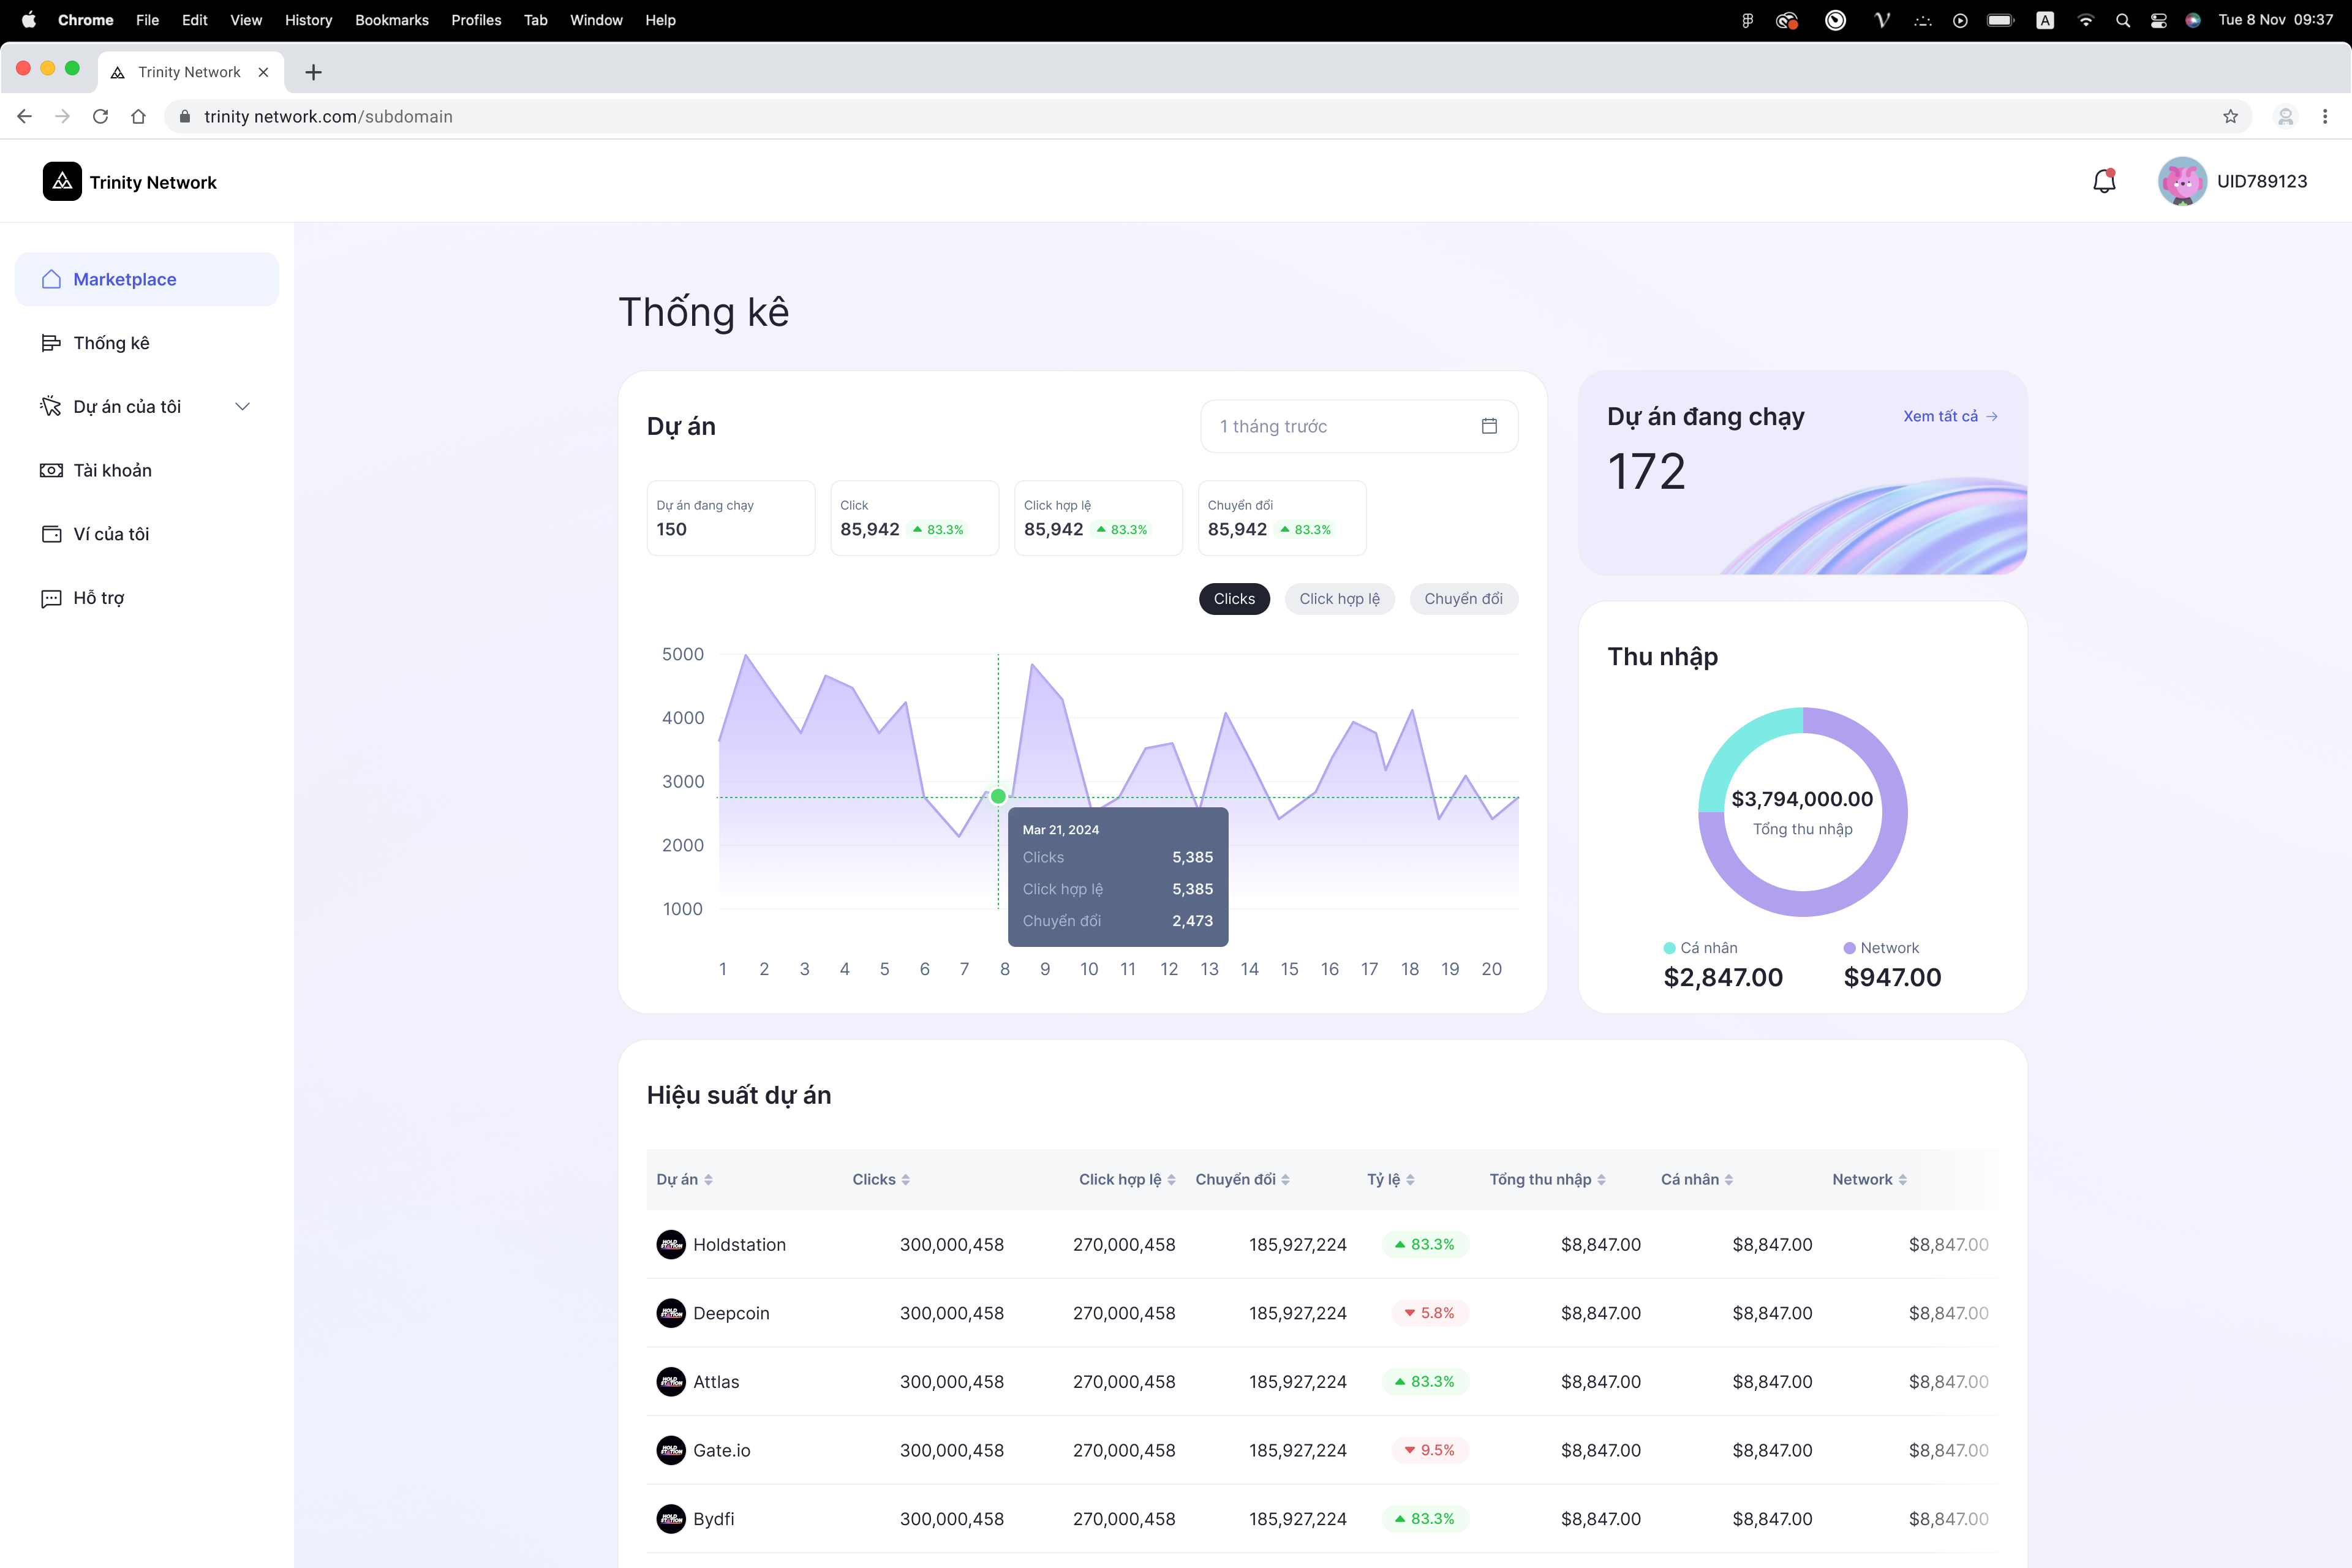 Chrome File Edit View History Bookmarks Profiles Tab Window Help
A Tue 8 Nov 09:37
Trinity Network
trinity network.com/subdomain
Trinity Network
UID789123
Marketplace
Thống kê
Dự án của tôi
Tài khoản
Ví của tôi
Hỗ trợ
Thống kê
Dự án
1 tháng trước
Dự án đang chạy
150
Click
85,942 83.3%
Click hợp lệ
85,942 83.3%
Chuyển đổi
85,942 83.3%
Clicks Click hợp lệ Chuyển đổi
5000
4000
3000
2000
1000
Mar 21, 2024
Clicks 5,385
Click hợp lệ 5,385
Chuyển đổi 2,473
1 2 3 4 5 6 7 8 9 10 11 12 13 14 15 16 17 18 19 20
Dự án đang chạy
Xem tất cả
172
Thu nhập
$3,794,000.00
Tổng thu nhập
Cá nhân
$2,847.00
Network
$947.00
Hiệu suất dự án
Dự án Clicks Click hợp lệ Chuyển đổi Tỷ lệ Tổng thu nhập Cá nhân Network
HOLD STATION Holdstation 300,000,458 270,000,458 185,927,224 83.3% $8,847.00 $8,847.00 $8,847.00
HOLD STATION Deepcoin 300,000,458 270,000,458 185,927,224 5.8% $8,847.00 $8,847.00 $8,847.00
HOLD STATION Attlas 300,000,458 270,000,458 185,927,224 83.3% $8,847.00 $8,847.00 $8,847.00
HOLD STATION Gate.io 300,000,458 270,000,458 185,927,224 9.5% $8,847.00 $8,847.00 $8,847.00
HOLD STATION Bydfi 300,000,458 270,000,458 185,927,224 83.3% $8,847.00 $8,847.00 $8,847.00